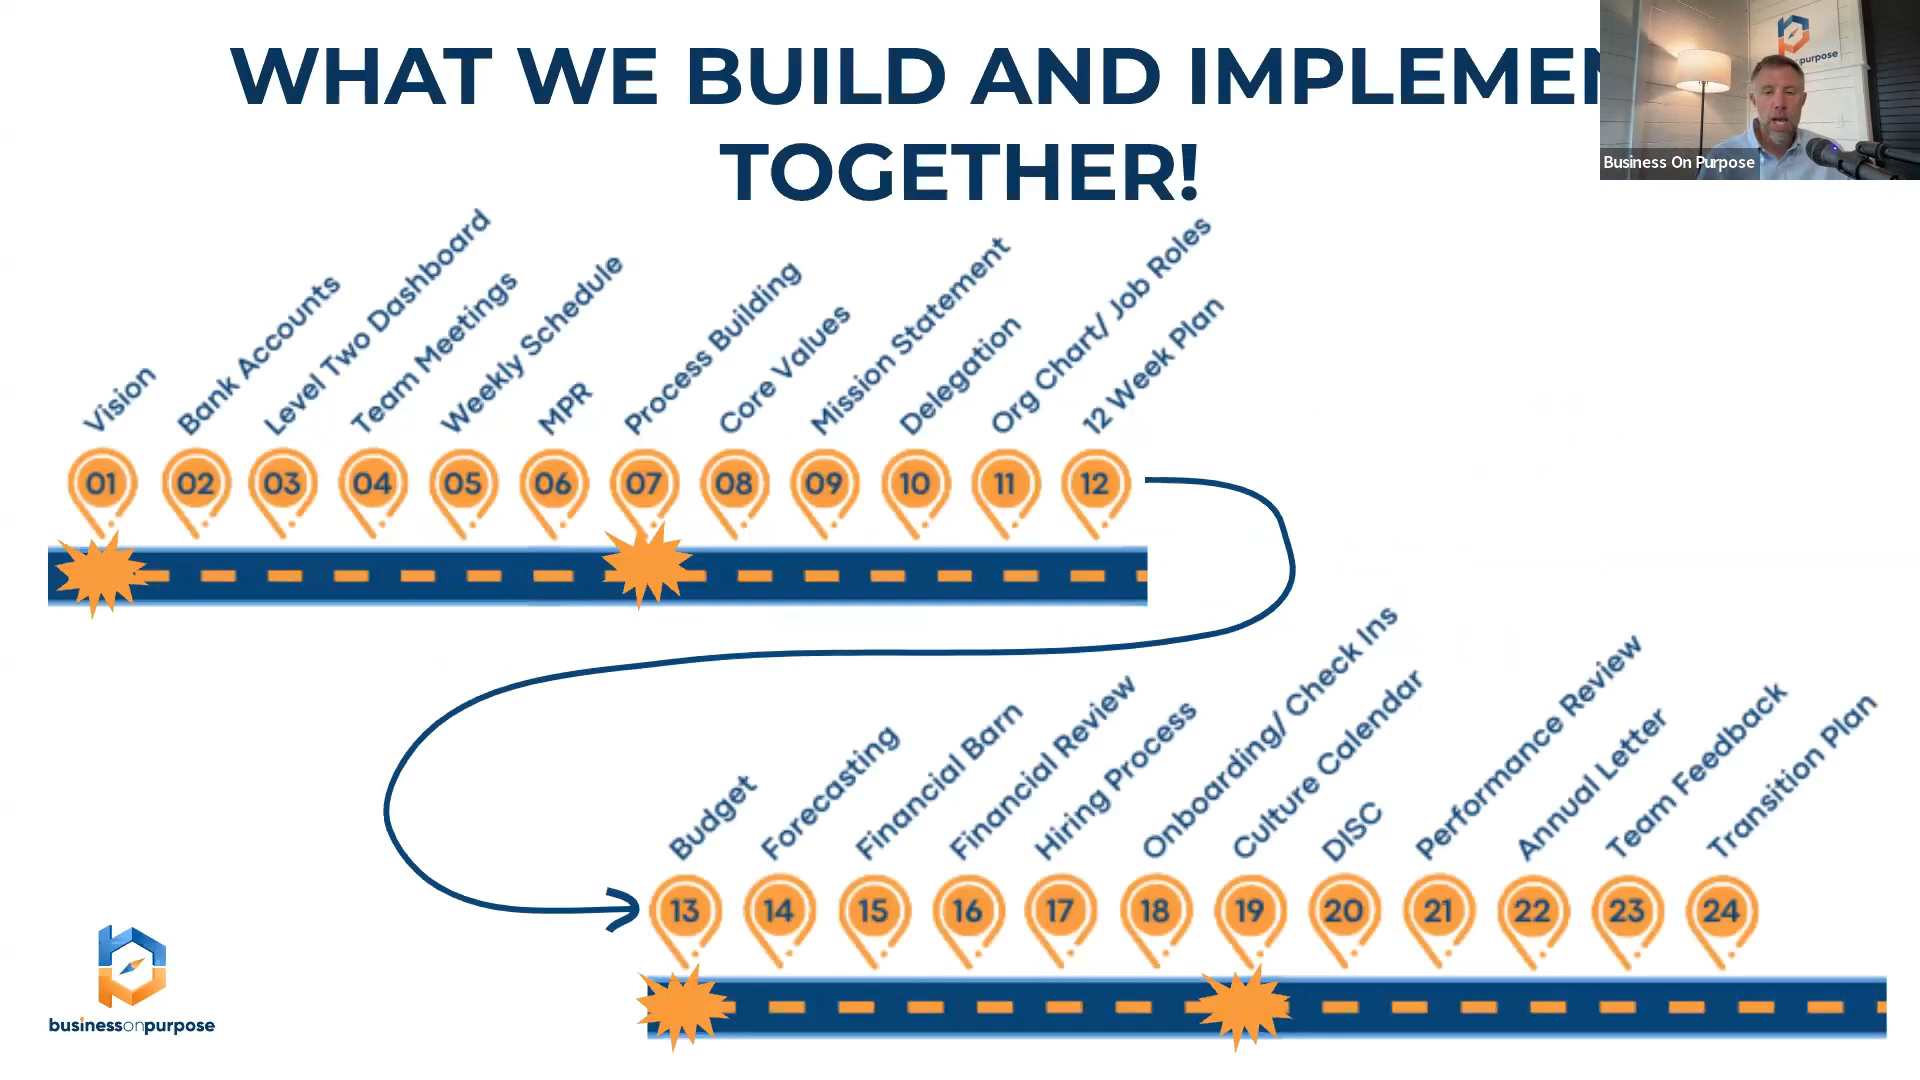 WHAT WE BUILD AND IMPLEMEN
TOGETHER!
purpose
Business On Purpose
Vision
Bank Accounts
Level Two Dashboard
Team Meetings
Weekly Schedule
MPR
Process Building
Core Values
Mission Statement
Delegation
Org Chart/ Job Roles
12 Week Plan
01
02
03
04
05
06
07
08
09
10
11
12
Budget
Forecasting
Financial Barn
Financial Review
Hiring Process
Onboarding/ Check Ins
Culture Calendar
DISC
Performance Review
Annual Letter
Team Feedback
Transition Plan
13
14
15
16
17
18
19
20
21
22
23
24
businessonpurpose